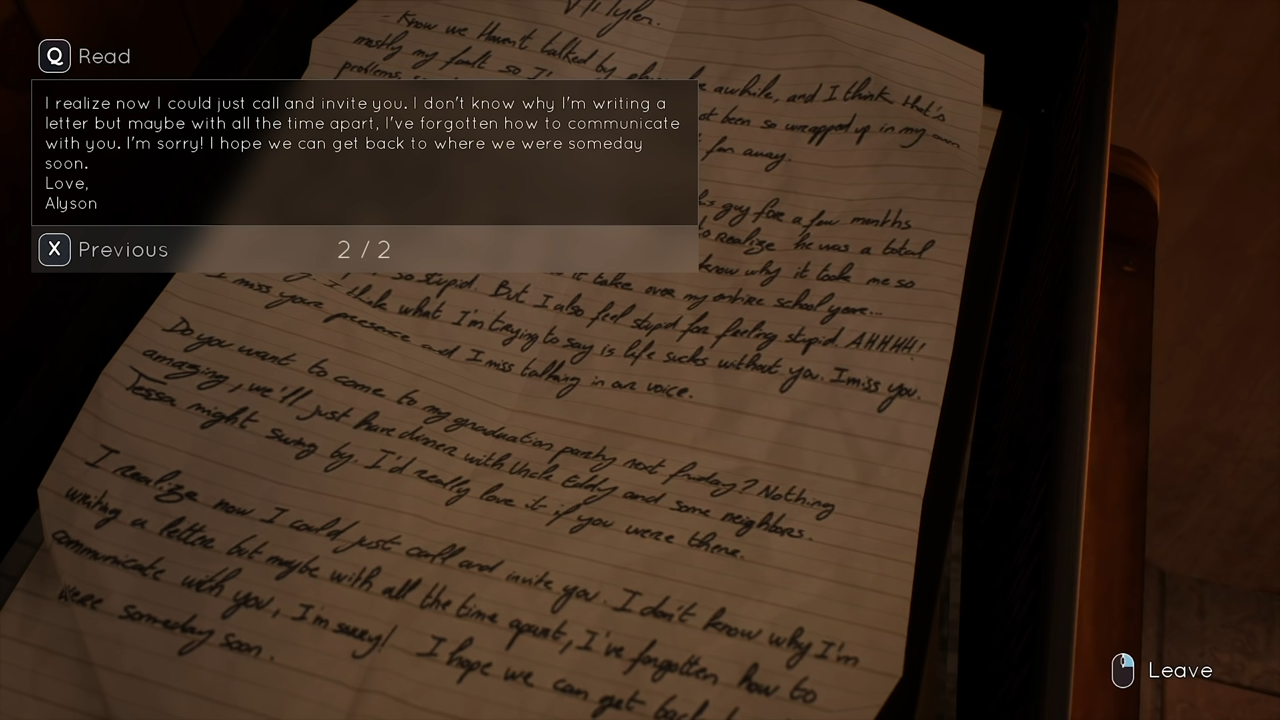 Hi Tyler.
Q Read
- Know we Haven't talked by awhile, and I think that's
mostly my fault so I' not been so wrapped up in my own
problems, far away.
I realize now I could just call and invite you. I don't know why I'm writing a
letter but maybe with all the time apart, I've forgotten how to communicate
with you. I'm sorry! I hope we can get back to where we were someday
soon.
Love,
Alyson
X Previous 2 / 2
guy for a few months
realize he was a total
know why it took me so
it take over my entire school year...
so stupid. But I also feel stupid for feeling stupid. AHHHH!
I think what I'm trying to say is life sucks without you. I miss you.
I miss your presence and I miss talking in our voice.
Do you want to come to my graduation party next friday? Nothing
amazing, we'll just have dinner with Uncle Eddy and some neighbors.
Tessa might swing by. I'd really love it if you were there.
I realize now I could just call and invite you. I don't know why I'm
writing a letter but maybe with all the time apart, I've forgotten how to
communicate with you, I'm sorry! I hope we can get back
were someday soon.
Leave